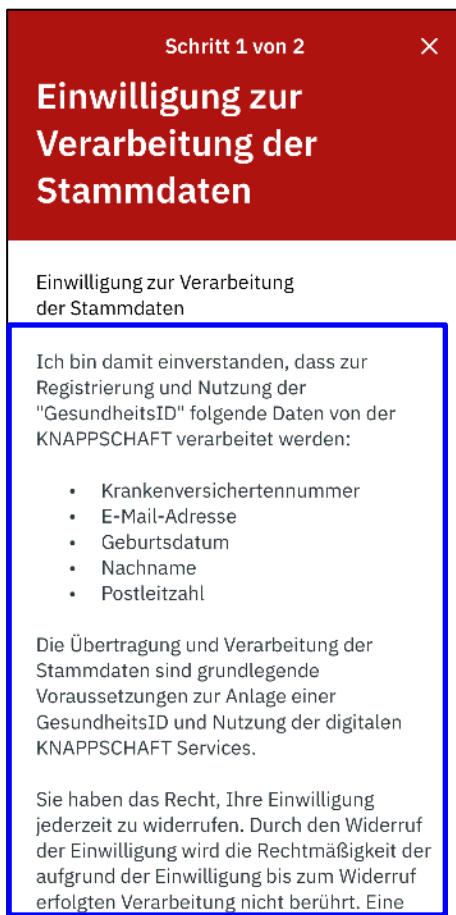 Schritt 1 von 2
Einwilligung zur
Verarbeitung der
Stammdaten
Einwilligung zur Verarbeitung
der Stammdaten
Ich bin damit einverstanden, dass zur
Registrierung und Nutzung der
"GesundheitsID" folgende Daten von der
KNAPPSCHAFT verarbeitet werden:
• Krankenversichertennummer
• E-Mail-Adresse
• Geburtsdatum
• Nachname
• Postleitzahl
Die Übertragung und Verarbeitung der
Stammdaten sind grundlegende
Voraussetzungen zur Anlage einer
GesundheitsID und Nutzung der digitalen
KNAPPSCHAFT Services.
Sie haben das Recht, Ihre Einwilligung
jederzeit zu widerrufen. Durch den Widerruf
der Einwilligung wird die Rechtmäßigkeit der
aufgrund der Einwilligung bis zum Widerruf
erfolgten Verarbeitung nicht berührt. Eine